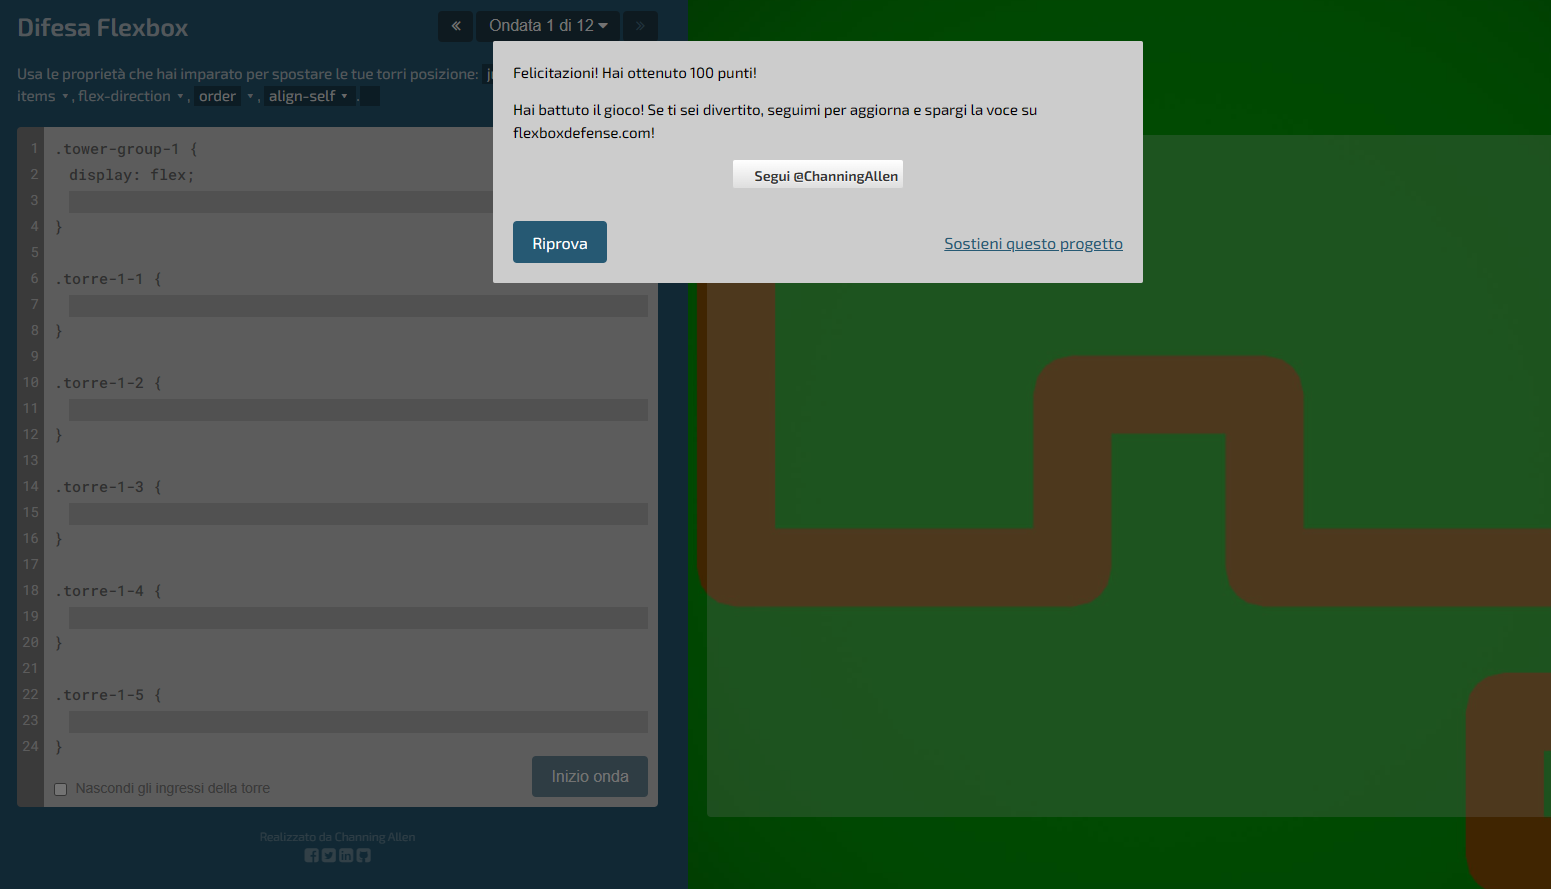 Difesa Flexbox
«
Ondata 1 di 12
»
Usa le proprietà che hai imparato per spostare le tue torri posizione:
items , flex-direction , order , align-self .
Felicitazioni! Hai ottenuto 100 punti!
Hai battuto il gioco! Se ti sei divertito, seguimi per aggiorna e spargi la voce su
flexboxdefense.com!
Segui @ChanningAllen
Riprova
Sostieni questo progetto
1 .tower-group-1 {
2 display: flex;
3
4 }
5
6 .torre-1-1 {
7
8 }
9
10 .torre-1-2 {
11
12 }
13
14 .torre-1-3 {
15
16 }
17
18 .torre-1-4 {
19
20 }
21
22 .torre-1-5 {
23
24 }
Nascondi gli ingressi della torre
Inizio onda
Realizzato da Channing Allen